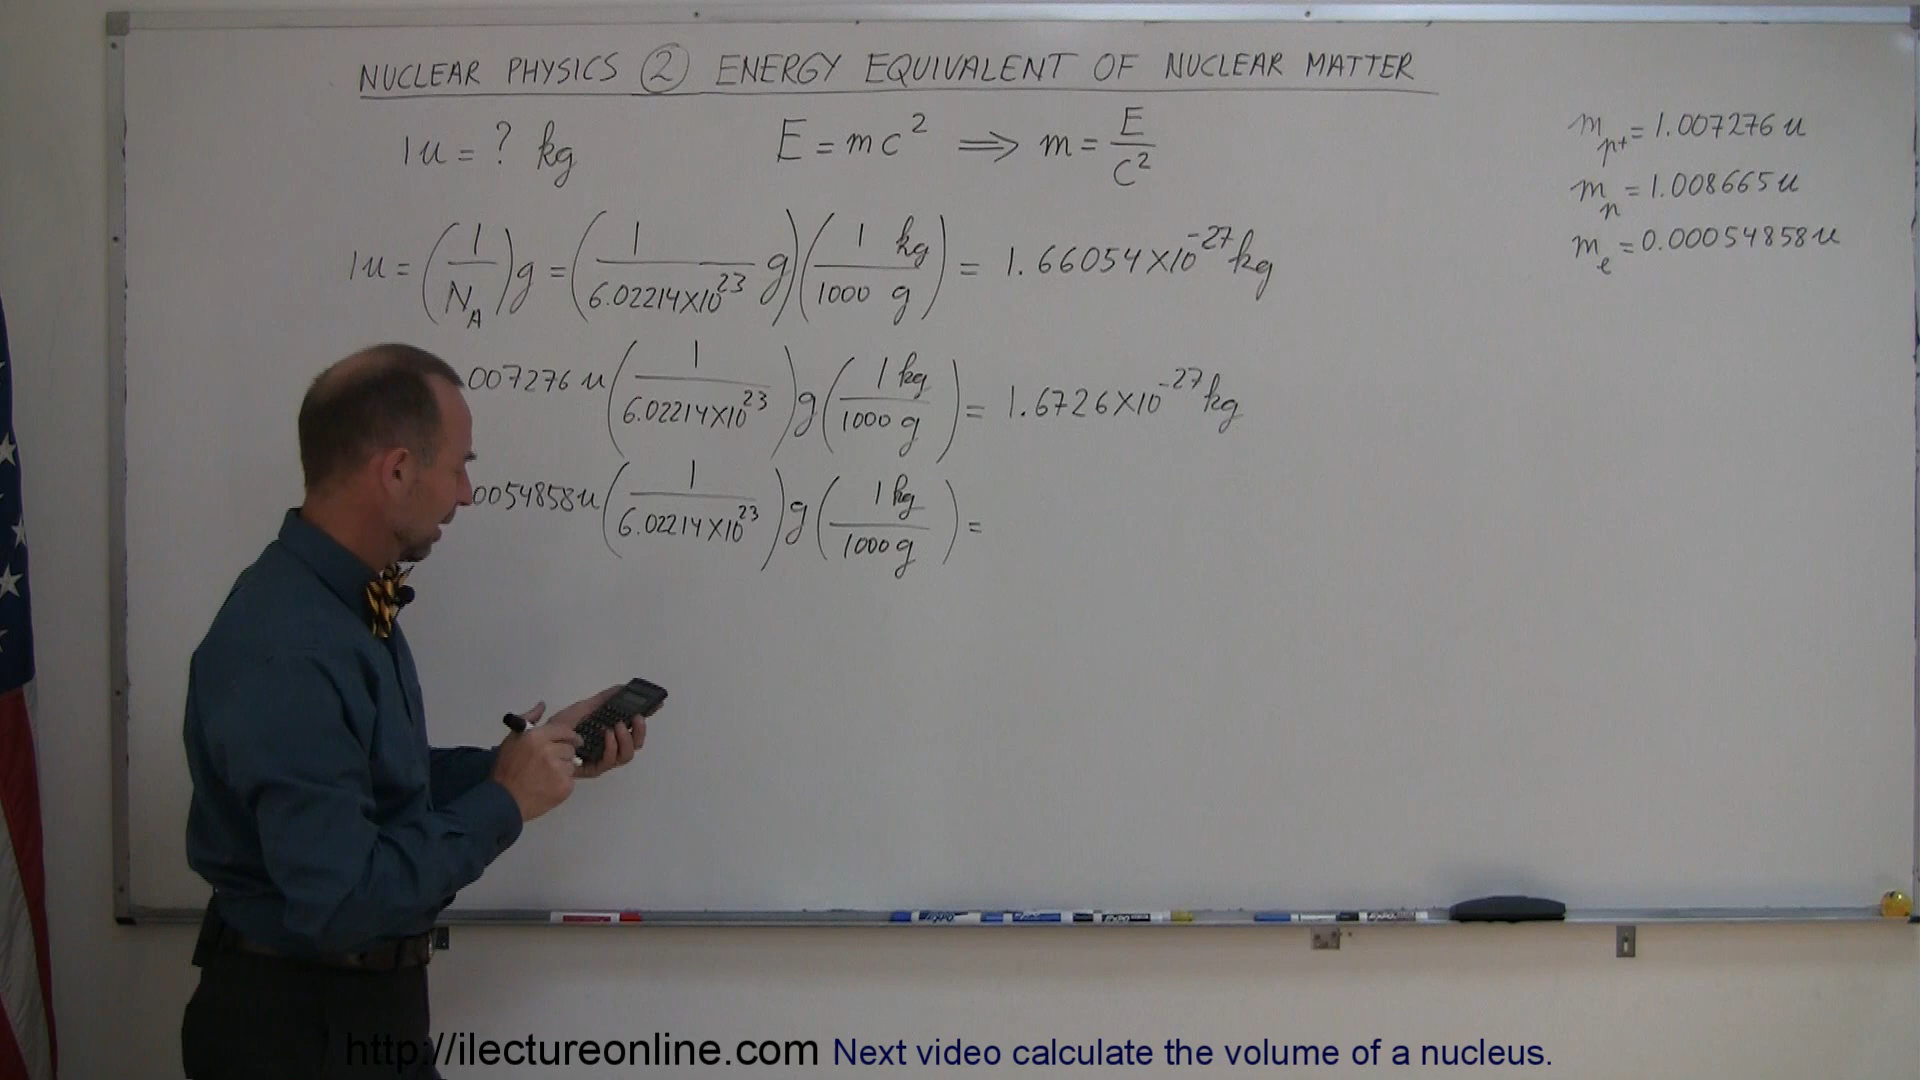 NUCLEAR PHYSICS ② ENERGY EQUIVALENT OF NUCLEAR MATTER
1u = ? kg E = mc² ⟹ m = E/c²
m_p+ = 1.007276 u
m_n = 1.008665 u
m_e = 0.00054858 u
1u = (1/N_A) g = (1/6.02214×10²³ g)(1 kg/1000 g) = 1.66054×10⁻²⁷ kg
.007276 u (1/6.02214×10²³) g (1 kg/1000 g) = 1.6726×10⁻²⁷ kg
0054858 u (1/6.02214×10²³) g (1 kg/1000 g) =
http://ilectureonline.com Next video calculate the volume of a nucleus.